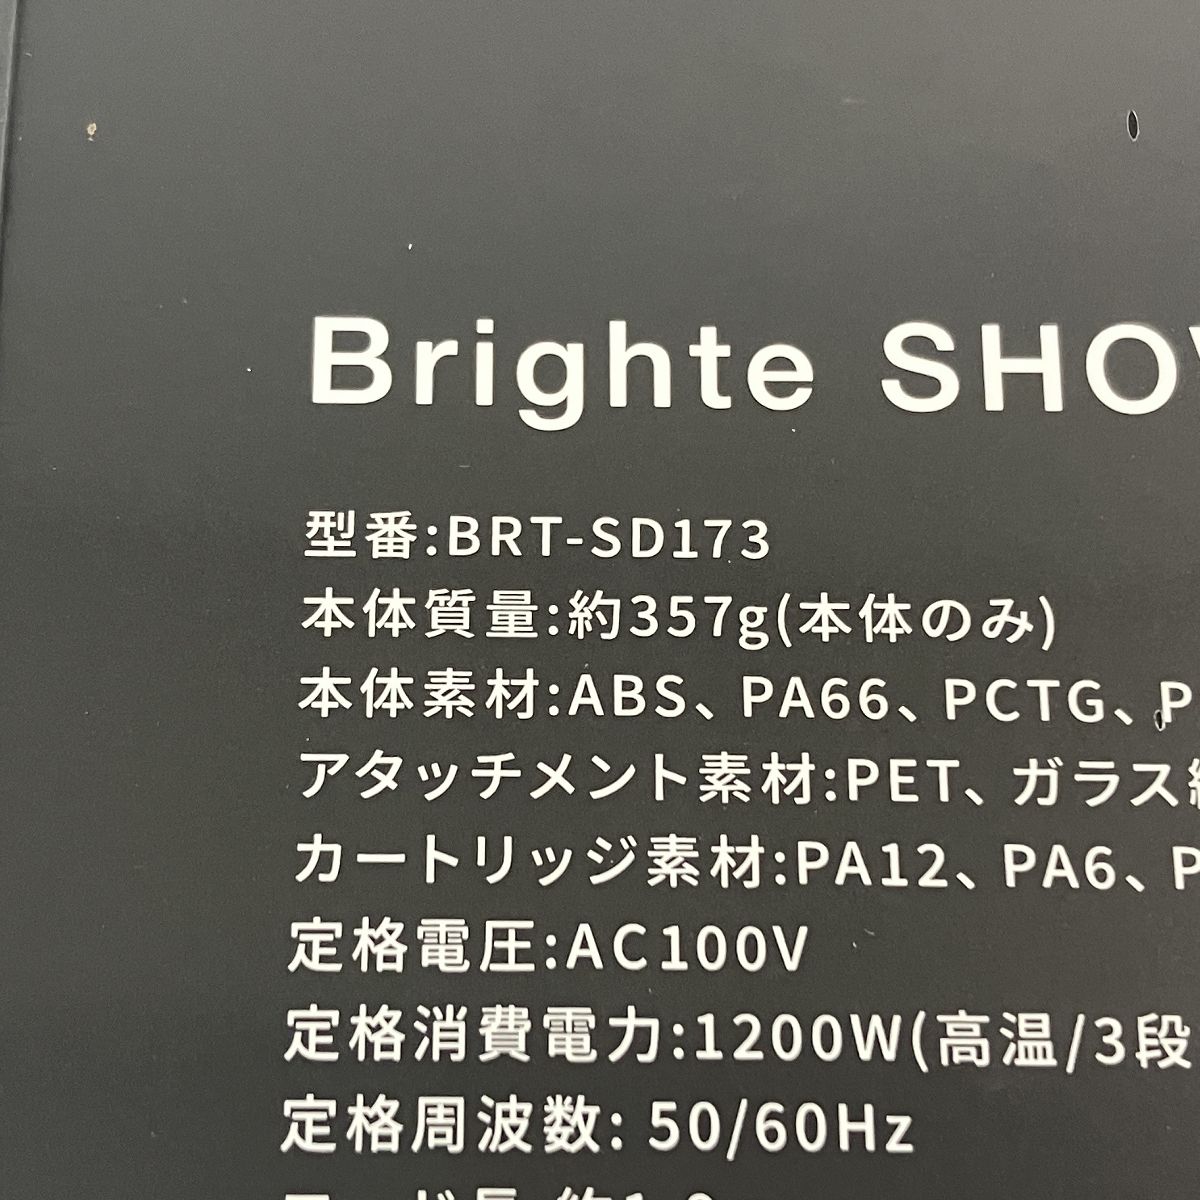 Brighte SHO
型番:BRT-SD173
本体質量:約357g(本体のみ)
本体素材:ABS、PA66、PCTG、P
アタッチメント素材:PET、ガラス
カートリッジ素材:PA12、PA6、P
定格電圧:AC100V
定格消費電力:1200W(高温/3段
定格周波数: 50/60Hz